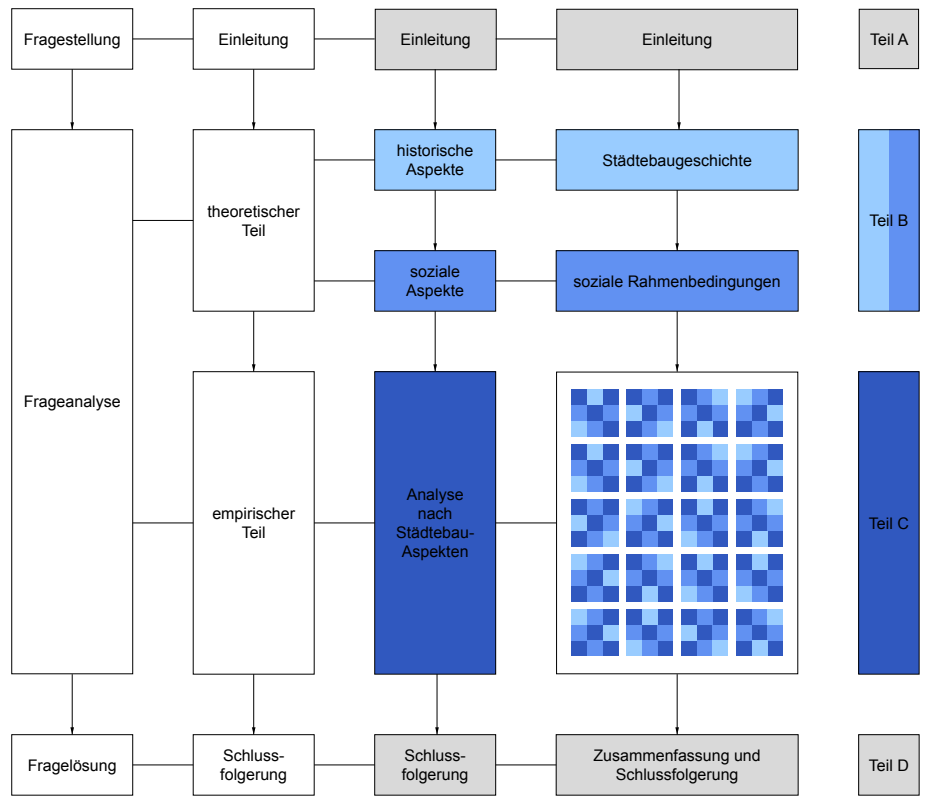 Fragestellung
Einleitung
Einleitung
Einleitung
Teil A
historische
Aspekte
Städtebaugeschichte
theoretischer
Teil
Teil B
soziale
Aspekte
soziale Rahmenbedingungen
Frageanalyse
empirischer
Teil
Analyse
nach
Städtebau-
Aspekten
Teil C
Fragelösung
Schluss-
folgerung
Schluss-
folgerung
Zusammenfassung und
Schlussfolgerung
Teil D